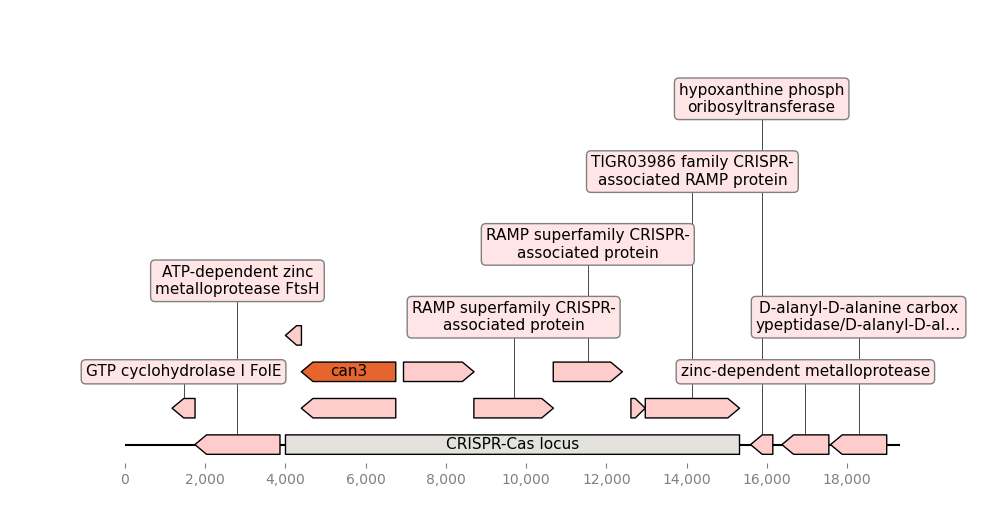 hypoxanthine phosph
oribosyltransferase
TIGR03986 family CRISPR-
associated RAMP protein
RAMP superfamily CRISPR-
associated protein
ATP-dependent zinc
metalloprotease FtsH
RAMP superfamily CRISPR-
associated protein
D-alanyl-D-alanine carbox
ypeptidase/D-alanyl-D-al...
GTP cyclohydrolase I FolE
can3
zinc-dependent metalloprotease
CRISPR-Cas locus
0 2,000 4,000 6,000 8,000 10,000 12,000 14,000 16,000 18,000